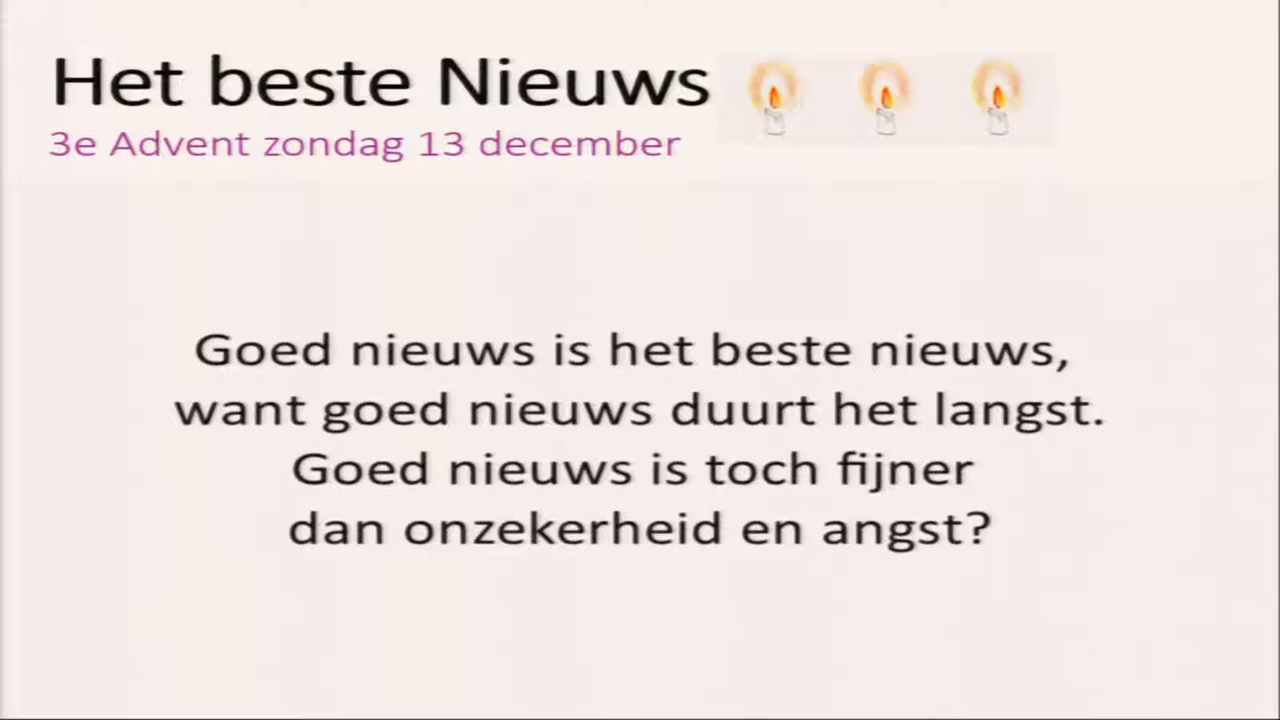 Het beste Nieuws
3e Advent zondag 13 december
Goed nieuws is het beste nieuws,
want goed nieuws duurt het langst.
Goed nieuws is toch fijner
dan onzekerheid en angst?